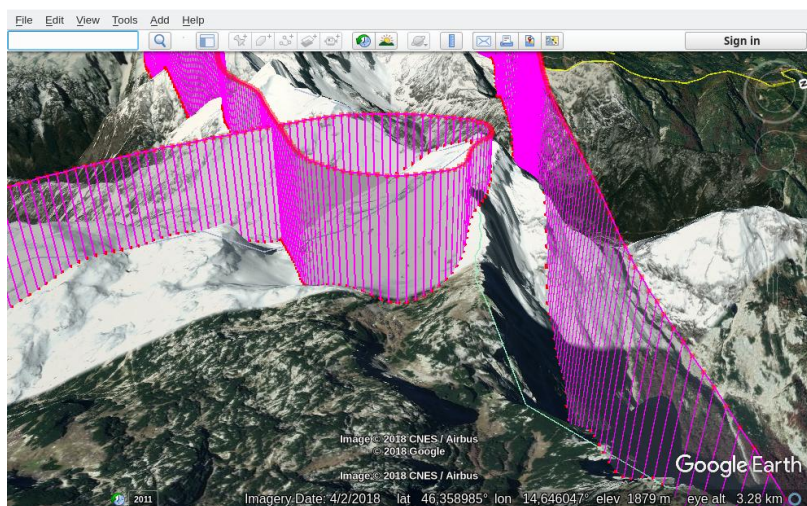 File Edit View Tools Add Help
Sign in
Image © 2018 CNES / Airbus
© 2018 Google
Image © 2018 CNES / Airbus
Google Earth
2011 Imagery Date: 4/2/2018 lat 46.358985° lon 14.646047° elev 1879 m eye alt 3.28 km